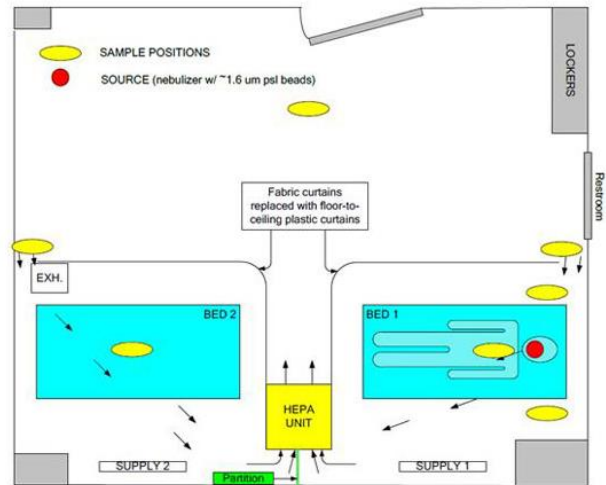 SAMPLE POSITIONS
SOURCE (nebulizer w/ ~1.6 um psl beads)
LOCKERS
Restroom
Fabric curtains
replaced with floor-to-
ceiling plastic curtains
EXH.
BED 2
BED 1
HEPA
UNIT
SUPPLY 2
SUPPLY 1
Partition